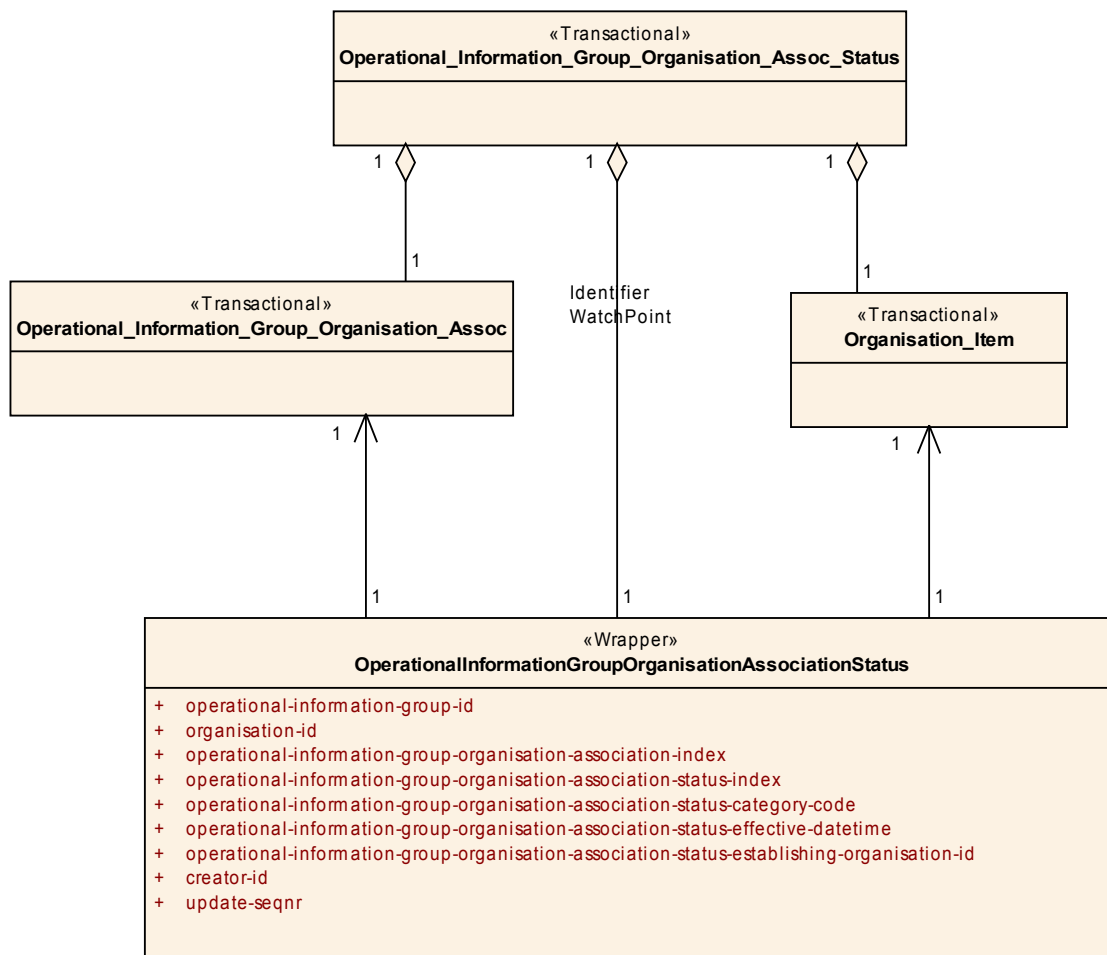 «Transactional»
Operational_Information_Group_Organisation_Assoc_Status
1
1
1
1
1
Identifier
WatchPoint
«Transactional»
Operational_Information_Group_Organisation_Assoc
«Transactional»
Organisation_Item
1
1
1
1
1
«Wrapper»
OperationalInformationGroupOrganisationAssociationStatus
+ operational-information-group-id
+ organisation-id
+ operational-information-group-organisation-association-index
+ operational-information-group-organisation-association-status-index
+ operational-information-group-organisation-association-status-category-code
+ operational-information-group-organisation-association-status-effective-datetime
+ operational-information-group-organisation-association-status-establishing-organisation-id
+ creator-id
+ update-seqnr